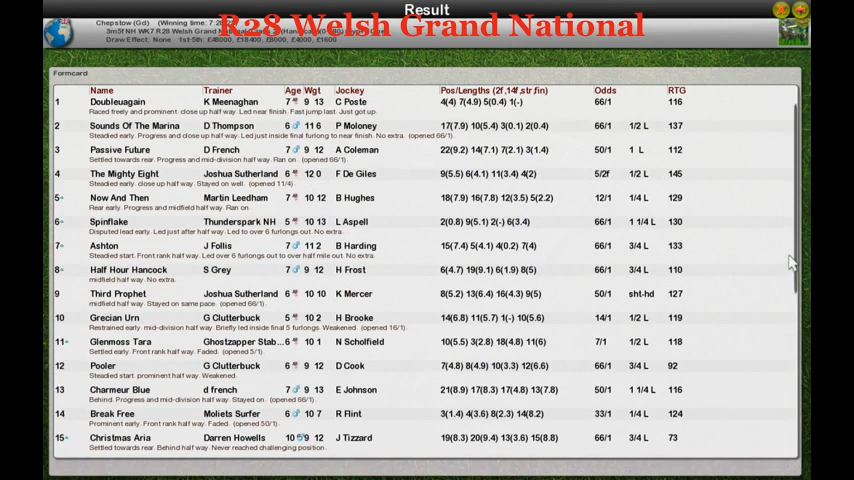 Result
R28 Welsh Grand National
Chepstow (Gd) (Winning time: 7:
3m5f NH WK7 R28 Welsh Grand
Draw Effect: None 1st-5th: £48000, £18400, £8000, £4000, £1600
Formcard
Name Trainer Age Wgt Jockey Pos/Lengths (2f,14f,str,fin) Odds RTG
1 Doubleuagain K Meenaghan 7 9 13 C Poste 4(4) 7(4.9) 5(0.4) 1(-) 66/1 116
Raced freely and prominent. close up half way. Led near finish. Fast jump last. Just got up.
2 Sounds Of The Marina D Thompson 6 11 6 P Moloney 17(7.9) 10(5.4) 3(0.1) 2(0.4) 66/1 1/2 L 137
Steadied early. Progress and close up half way. Led just inside final furlong to near finish. No extra. (opened 66/1)
3 Passive Future D French 7 9 12 A Coleman 22(9.2) 14(7.1) 7(2.1) 3(1.4) 50/1 1 L 112
Settled towards rear. Progress and mid-division half way. Ran on. (opened 66/1)
4 The Mighty Eight Joshua Sutherland 6 12 0 F De Giles 9(5.5) 6(4.1) 11(3.4) 4(2) 5/2f 1/2 L 145
Steadied early. close up half way. Stayed on well. (opened 11/4)
5 Now And Then Martin Leedham 7 10 12 B Hughes 18(7.9) 16(7.8) 12(3.5) 5(2.2) 12/1 1/4 L 129
Rear early. Progress and midfield half way. Ran on.
6 Spinflake Thunderspark NH 5 10 13 L Aspell 2(0.8) 9(5.1) 2(-) 6(3.4) 66/1 1 1/4 L 130
Disputed lead early. Led just after half way. Led to over 6 furlongs out. No extra.
7 Ashton J Follis 7 11 2 B Harding 15(7.4) 5(4.1) 4(0.2) 7(4) 66/1 3/4 L 133
Steadied start. Front rank half way. Led over 6 furlongs out to over half mile out. No extra.
8 Half Hour Hancock S Grey 7 9 12 H Frost 6(4.7) 19(9.1) 6(1.9) 8(5) 66/1 3/4 L 110
midfield half way. No extra.
9 Third Prophet Joshua Sutherland 6 10 10 K Mercer 8(5.2) 13(6.4) 16(4.3) 9(5) 50/1 sht-hd 127
midfield half way. Stayed on same pace. (opened 66/1)
10 Grecian Urn G Clutterbuck 5 10 2 H Brooke 14(6.8) 11(5.7) 1(-) 10(5.6) 14/1 1/2 L 119
Restrained early. mid-division half way. Briefly led inside final 5 furlongs. Weakened. (opened 16/1)
11 Glenmoss Tara Ghostzapper Stab... 6 10 1 N Scholfield 10(5.5) 3(2.8) 18(4.8) 11(6) 7/1 1/2 L 118
Settled early. Front rank half way. Faded. (opened 5/1)
12 Pooler G Clutterbuck 6 9 12 D Cook 7(4.8) 8(4.9) 10(3.3) 12(6.6) 66/1 3/4 L 92
Steadied start. prominent half way. Weakened.
13 Charmeur Blue d french 7 9 13 E Johnson 21(8.9) 17(8.3) 17(4.8) 13(7.8) 50/1 1 1/4 L 116
Behind. Progress and mid-division half way. Stayed on. (opened 66/1)
14 Break Free Moliets Surfer 6 10 7 R Flint 3(1.4) 4(3.6) 8(2.3) 14(8.2) 33/1 1/4 L 124
Prominent early. Front rank half way. Faded. (opened 50/1)
15 Christmas Aria Darren Howells 10 9 12 J Tizzard 19(8.3) 20(9.4) 13(3.6) 15(8.8) 66/1 3/4 L 73
Settled towards rear. Behind half way. Never reached challenging position.